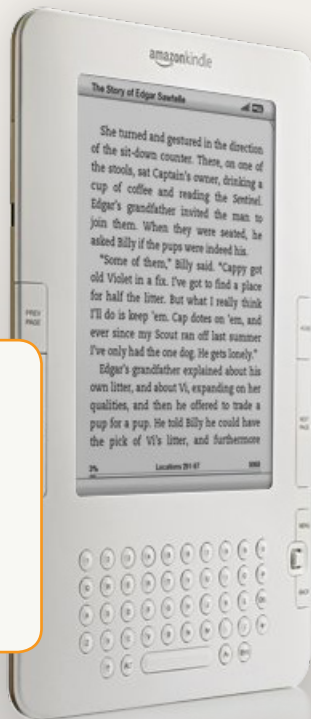 amazonkindle
The Story of Edgar Sawtelle
She turned and gestured in the direction
of the sit-down counter. There, on one of
the stools, sat Captain's owner, drinking a
cup of coffee and reading the Sentinel.
Edgar's grandfather invited the man to
join them. When they were seated, he
asked Billy if the pups were indeed his.
"Some of them," Billy said. "Cappy got
old Violet in a fix. I've got to find a place
for half the litter. But what I really think
I'll do is keep 'em. Cap dotes on 'em, and
ever since my Scout ran off last summer
I've only had the one dog. He gets lonely."
Edgar's grandfather explained about his
own litter, and about Vi, expanding on her
qualities, and then he offered to trade a
pup for a pup. He told Billy he could have
the pick of Vi's litter, and furthermore
3% Locations 291-97
PREV
PAGE
HOME
NEXT
PAGE
MENU
BACK